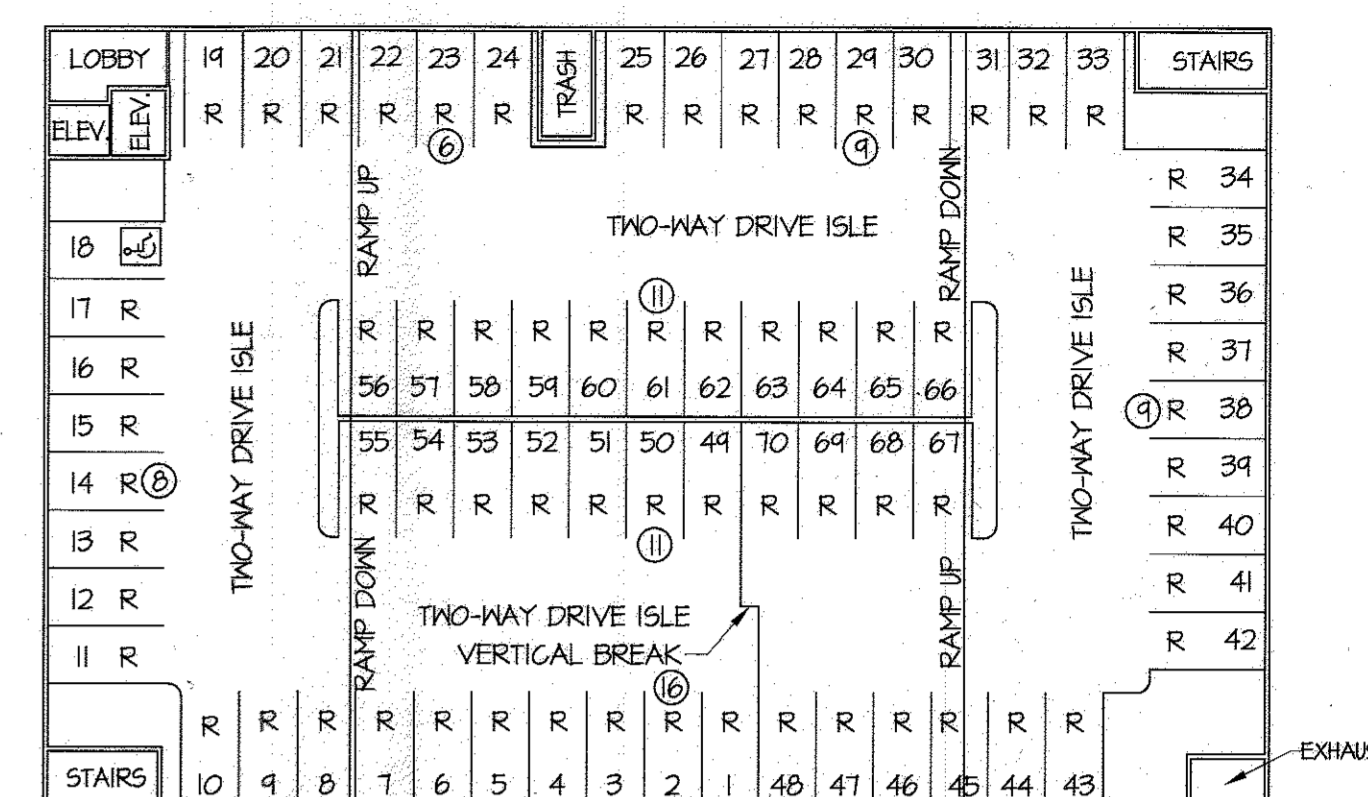 LOBBY 19 20 21 22 23 24 TRASH 25 26 27 28 29 30 31 32 33 STAIRS
ELEV. ELEV. R R R R R R R R R R R R R R R
6 9
R 34
RAMP UP RAMP DOWN
TWO-WAY DRIVE ISLE
18 R 35
17 R R 36
11
TWO-WAY DRIVE ISLE TWO-WAY DRIVE ISLE
R R R R R R R R R R R
16 R R 37
56 57 58 59 60 61 62 63 64 65 66
15 R 9 R 38
55 54 53 52 51 50 49 70 69 68 67
14 R 8 R 39
R R R R R R R R R R R
13 R R 40
11
RAMP DOWN RAMP UP
12 R R 41
TWO-WAY DRIVE ISLE
VERTICAL BREAK
11 R R 42
16
R R R R R R R R R R R R R R R R
STAIRS 10 9 8 7 6 5 4 3 2 1 48 47 46 45 44 43
EXHAUS